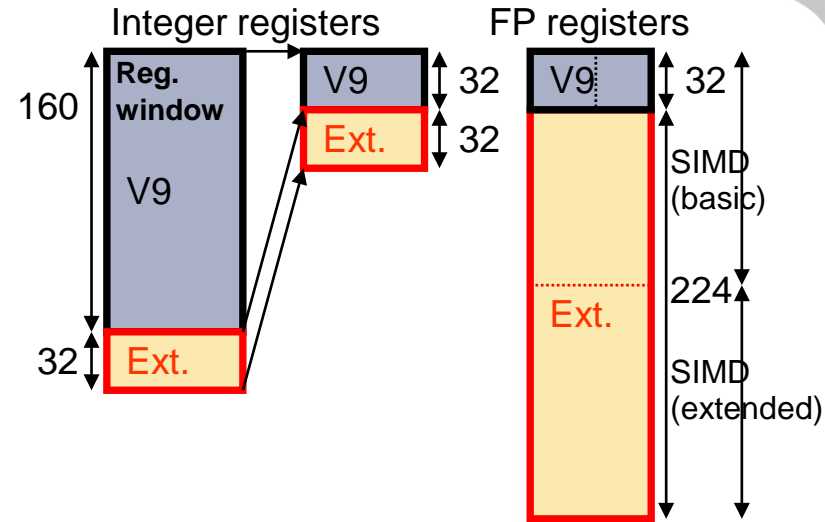 Integer registers
FP registers
160
Reg.
window
V9
32
Ext.
V9
32
Ext.
32
V9
32
Ext.
224
SIMD
(basic)
SIMD
(extended)